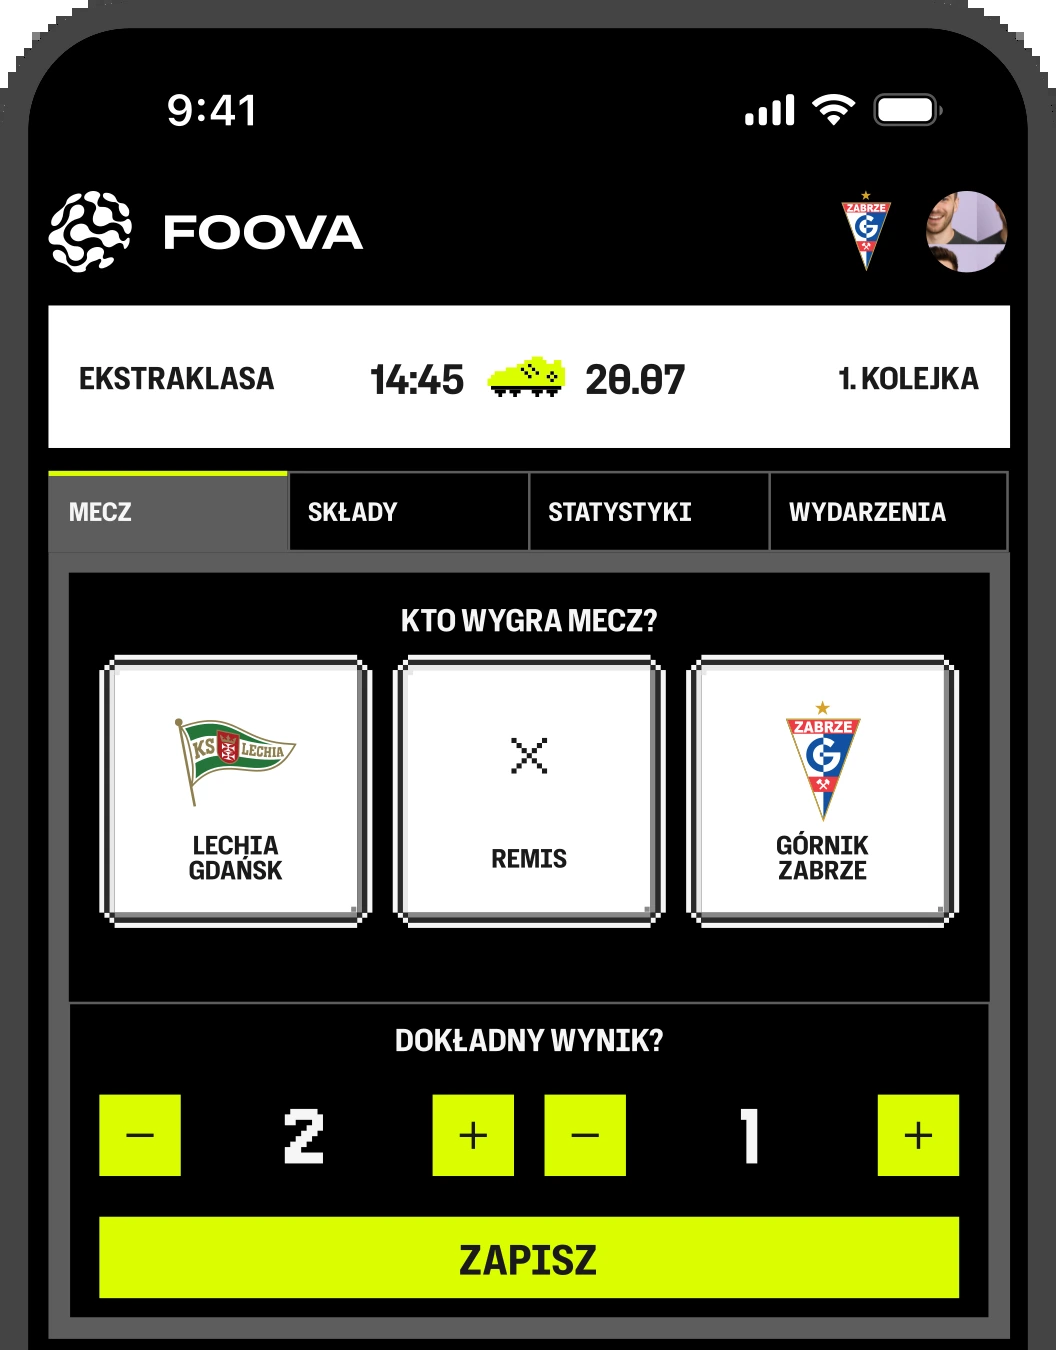 9:41
FOOVA
ZABRZE
EKSTRAKLASA 14:45 20.07 1. KOLEJKA
MECZ SKŁADY STATYSTYKI WYDARZENIA
KTO WYGRA MECZ?
KS LECHIA
ZABRZE
LECHIA
GDAŃSK
REMIS
GÓRNIK
ZABRZE
DOKŁADNY WYNIK?
− 2 + − 1 +
ZAPISZ